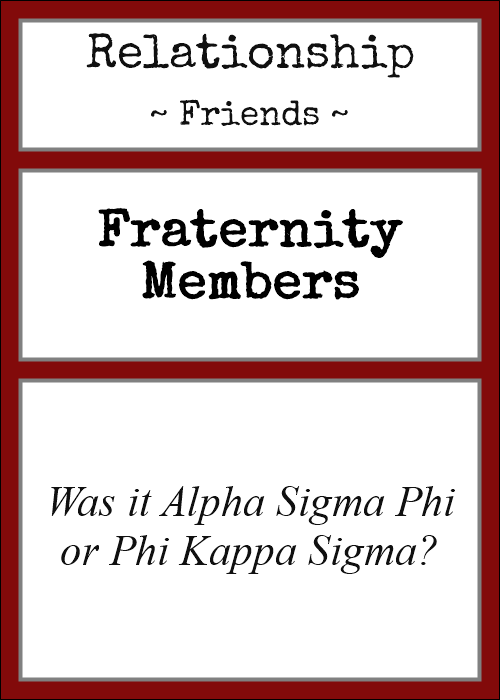 Relationship
~ Friends ~
Fraternity
Members
Was it Alpha Sigma Phi
or Phi Kappa Sigma?